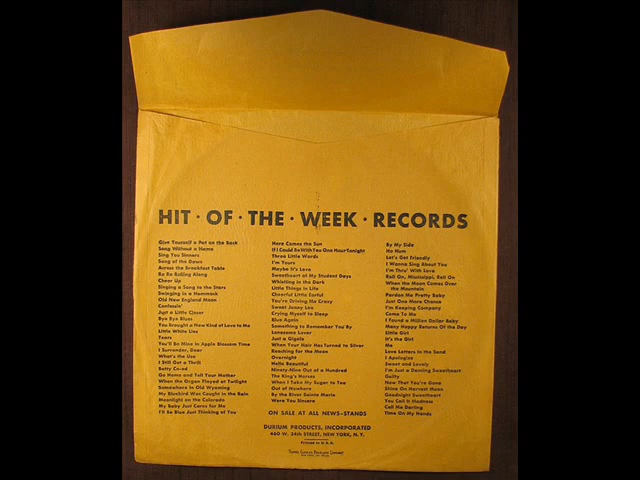 HIT · OF · THE · WEEK · RECORDS
Give Yourself a Pat on the Back
Song Without a Name
Sing You Sinners
Song of the Dawn
Across the Breakfast Table
Ro Ro Rolling Along
Cheer Up
Singing a Song to the Stars
Swinging in a Hammock
Old New England Moon
Confessin'
Just a Little Closer
Bye Bye Blues
You Brought a New Kind of Love to Me
Little White Lies
Tears
You'll Be Mine in Apple Blossom Time
I Surrender, Dear
What's the Use
I Still Get a Thrill
Betty Co-ed
Go Home and Tell Your Mother
When the Organ Played at Twilight
Somewhere in Old Wyoming
My Bluebird Was Caught in the Rain
Moonlight on the Colorado
My Baby Just Cares for Me
I'll Be Blue Just Thinking of You
Here Comes the Sun
If I Could Be With You One Hour Tonight
Three Little Words
I'm Yours
Maybe It's Love
Sweetheart of My Student Days
Whistling in the Dark
Little Things in Life
Cheerful Little Earful
You're Driving Me Crazy
Sweet Jenny Lee
Crying Myself to Sleep
Blue Again
Something to Remember You By
Lonesome Lover
Just a Gigolo
When Your Hair Has Turned to Silver
Reaching for the Moon
Overnight
Hello Beautiful
Ninety-Nine Out of a Hundred
The King's Horses
When I Take My Sugar to Tea
Out of Nowhere
By the River Sainte Marie
Were You Sincere
By My Side
Ho Hum
Let's Get Friendly
I Wanna Sing About You
I'm Thru' With Love
Roll On, Mississippi, Roll On
When the Moon Comes Over
the Mountain
Pardon Me Pretty Baby
Just One More Chance
I'm Keeping Company
Come To Me
I Found a Million Dollar Baby
Many Happy Returns Of the Day
Little Girl
It's the Girl
Me
Love Letters in the Sand
I Apologize
Sweet and Lovely
I'm Just a Dancing Sweetheart
Guilty
Now That You're Gone
Shine On Harvest Moon
Goodnight Sweetheart
You Call It Madness
Call Me Darling
Time On My Hands
ON SALE AT ALL NEWS-STANDS
DURIUM PRODUCTS, INCORPORATED
460 W. 34th STREET, NEW YORK, N. Y.
Printed in U. S. A.